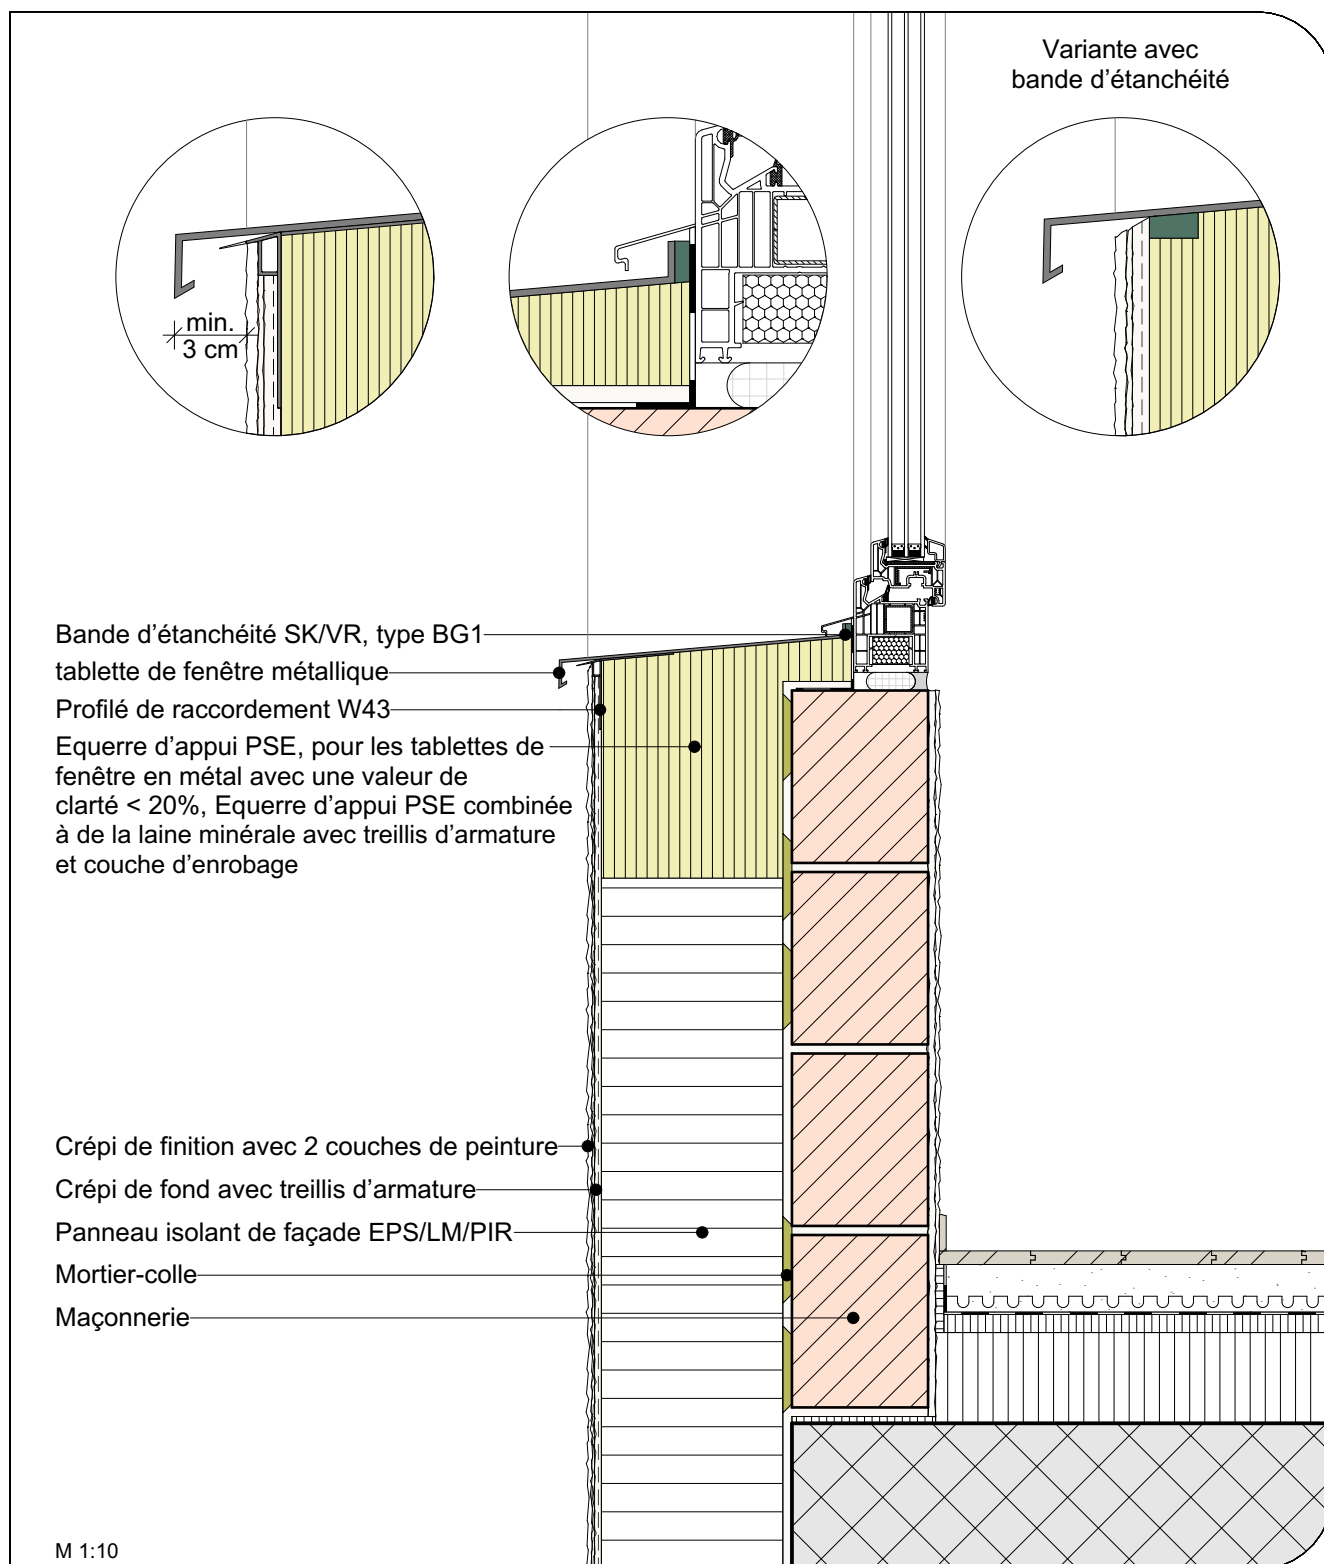 Variante avec
bande d’étanchéité
min.
3 cm
Bande d’étanchéité SK/VR, type BG1
tablette de fenêtre métallique
Profilé de raccordement W43
Equerre d’appui PSE, pour les tablettes de
fenêtre en métal avec une valeur de
clarté < 20%, Equerre d’appui PSE combinée
à de la laine minérale avec treillis d’armature
et couche d’enrobage
Crépi de finition avec 2 couches de peinture
Crépi de fond avec treillis d’armature
Panneau isolant de façade EPS/LM/PIR
Mortier-colle
Maçonnerie
M 1:10